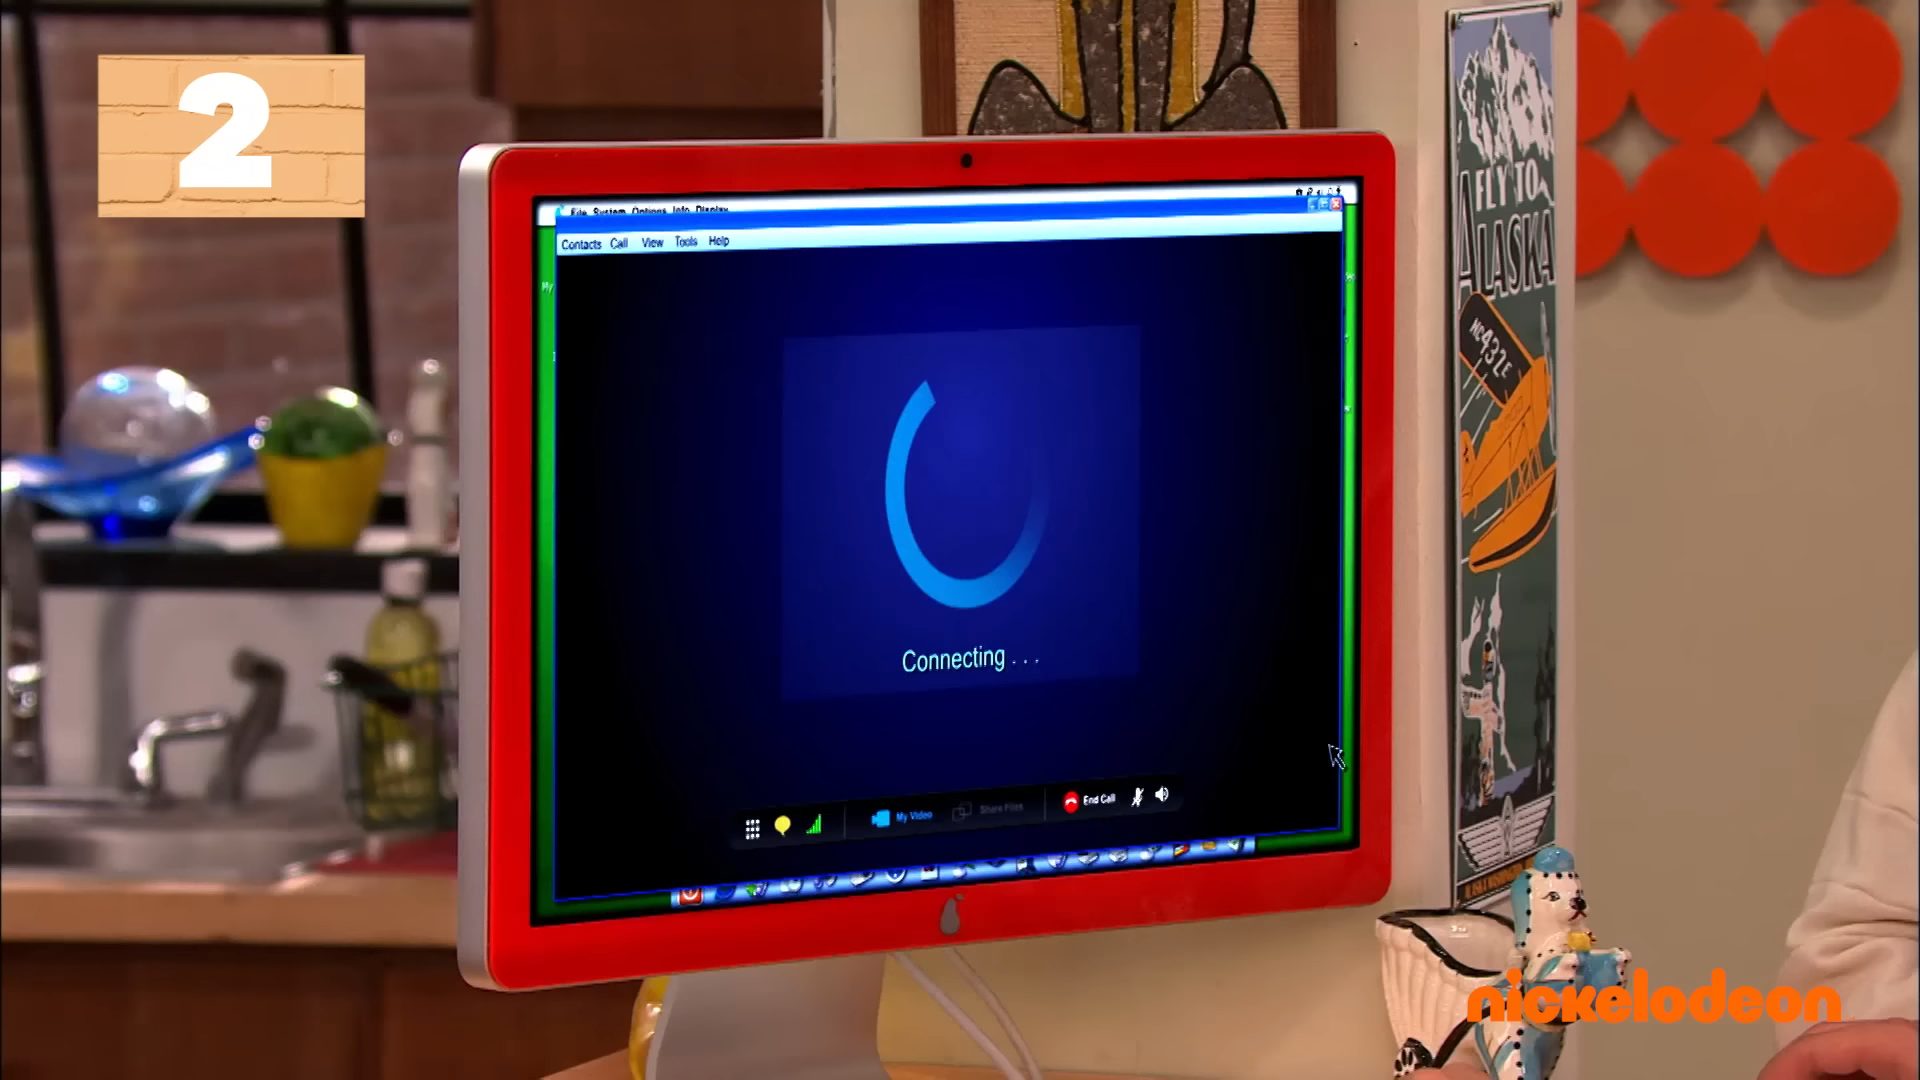 2
File System Options Info Display
Contacts Call View Tools Help
My
Connecting . . .
My Video Share Files End Call
FLY TO
ALASKA
NC432E
nickelodeon